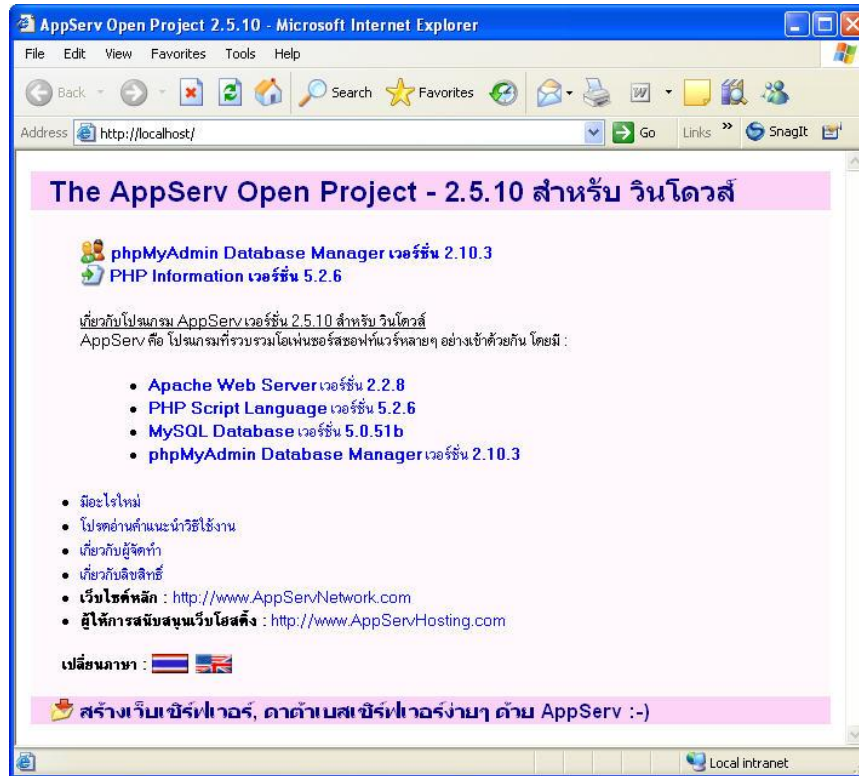 AppServ Open Project 2.5.10 - Microsoft Internet Explorer
File Edit View Favorites Tools Help
Back Search Favorites
Address http://localhost/ Go Links » SnagIt
The AppServ Open Project - 2.5.10 สำหรับ วินโดวส์
phpMyAdmin Database Manager เวอร์ชั่น 2.10.3
PHP Information เวอร์ชั่น 5.2.6
เกี่ยวกับโปรแกรม AppServ เวอร์ชั่น 2.5.10 สำหรับ วินโดวส์
AppServ คือ โปรแกรมที่รวบรวมโอเพ่นซอร์สซอฟท์แวร์หลายๆ อย่างเข้าด้วยกัน โดยมี :
• Apache Web Server เวอร์ชั่น 2.2.8
• PHP Script Language เวอร์ชั่น 5.2.6
• MySQL Database เวอร์ชั่น 5.0.51b
• phpMyAdmin Database Manager เวอร์ชั่น 2.10.3
• มีอะไรใหม่
• โปรดอ่านคำแนะนำวิธีใช้งาน
• เกี่ยวกับผู้จัดทำ
• เกี่ยวกับลิขสิทธิ์
• เว็บไซต์หลัก : http://www.AppServNetwork.com
• ผู้ให้การสนับสนุนเว็บโฮสติ้ง : http://www.AppServHosting.com
เปลี่ยนภาษา :
สร้างเว็บเซิร์ฟเวอร์, ดาต้าเบสเซิร์ฟเวอร์ง่ายๆ ด้วย AppServ :-)
Local intranet